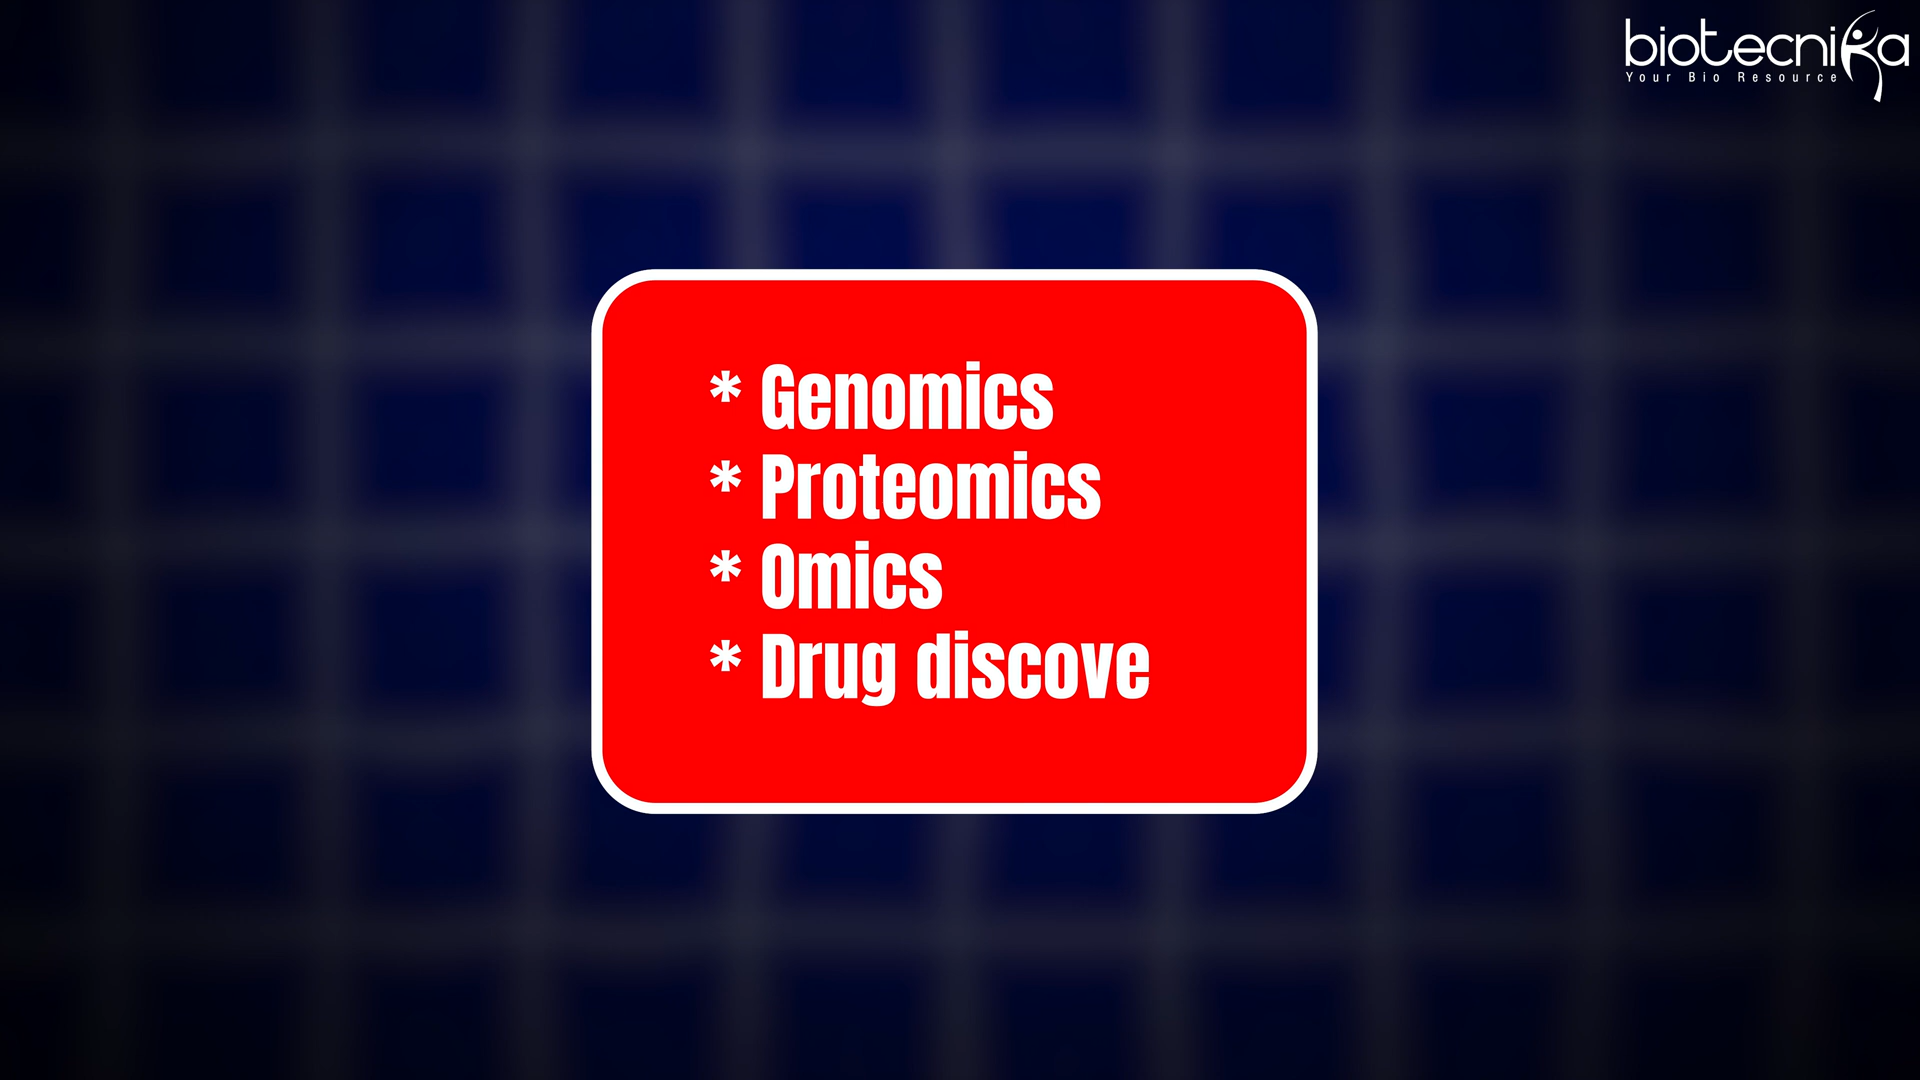 biotecnika
Your Bio Resource
* Genomics
* Proteomics
* Omics
* Drug discove